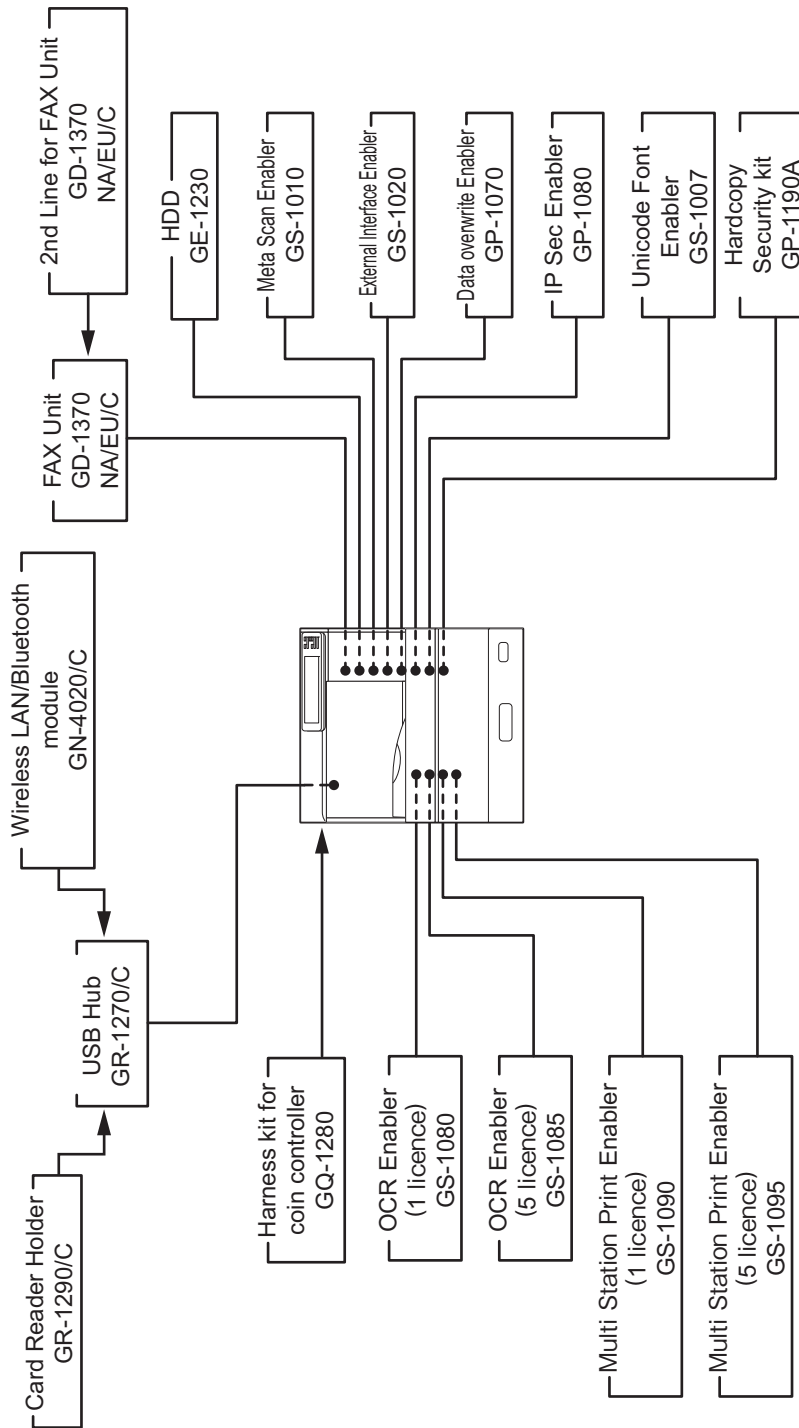 Card Reader Holder
GR-1290/C
USB Hub
GR-1270/C
Wireless LAN/Bluetooth
module
GN-4020/C
FAX Unit
GD-1370
NA/EU/C
2nd Line for FAX Unit
GD-1370
NA/EU/C
HDD
GE-1230
Meta Scan Enabler
GS-1010
External Interface Enabler
GS-1020
Data overwrite Enabler
GP-1070
IP Sec Enabler
GP-1080
Unicode Font
Enabler
GS-1007
Hardcopy
Security kit
GP-1190A
Harness kit for
coin controller
GQ-1280
OCR Enabler
(1 licence)
GS-1080
OCR Enabler
(5 licence)
GS-1085
Multi Station Print Enabler
(1 licence)
GS-1090
Multi Station Print Enabler
(5 licence)
GS-1095